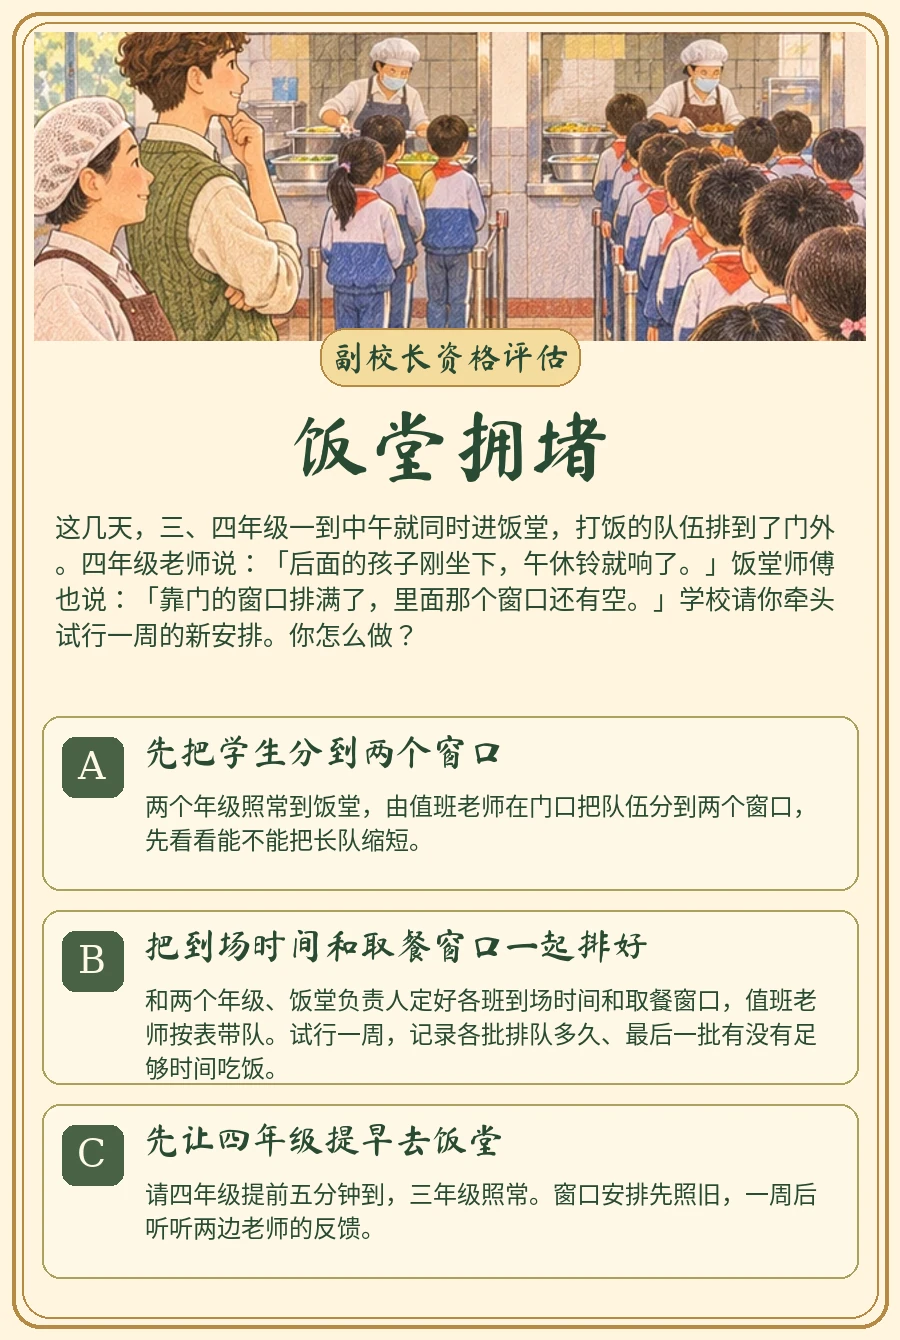 副校长资格评估
饭堂拥堵
这几天，三、四年级一到中午就同时进饭堂，打饭的队伍排到了门外
。四年级老师说：「后面的孩子刚坐下，午休铃就响了。」饭堂师傅
也说：「靠门的窗口排满了，里面那个窗口还有空。」学校请你牵头
试行一周的新安排。你怎么做？
A
先把学生分到两个窗口
两个年级照常到饭堂，由值班老师在门口把队伍分到两个窗口，
先看看能不能把长队缩短。
B
把到场时间和取餐窗口一起排好
和两个年级、饭堂负责人定好各班到场时间和取餐窗口，值班老
师按表带队。试行一周，记录各批排队多久、最后一批有没有足
够时间吃饭。
C
先让四年级提早去饭堂
请四年级提前五分钟到，三年级照常。窗口安排先照旧，一周后
听听两边老师的反馈。